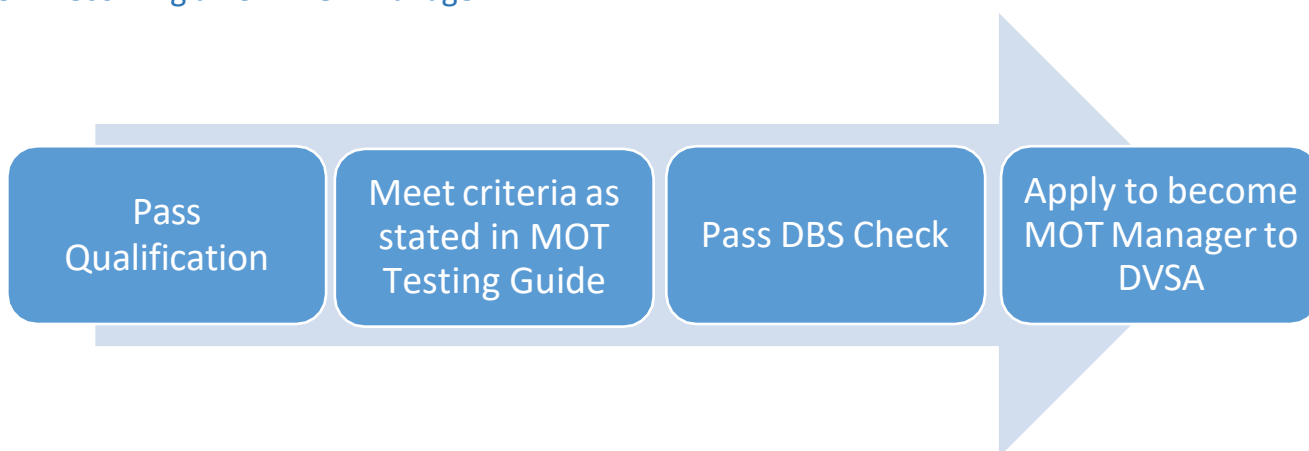 Pass
Qualification
Meet criteria as
stated in MOT
Testing Guide
Pass DBS Check
Apply to become
MOT Manager to
DVSA